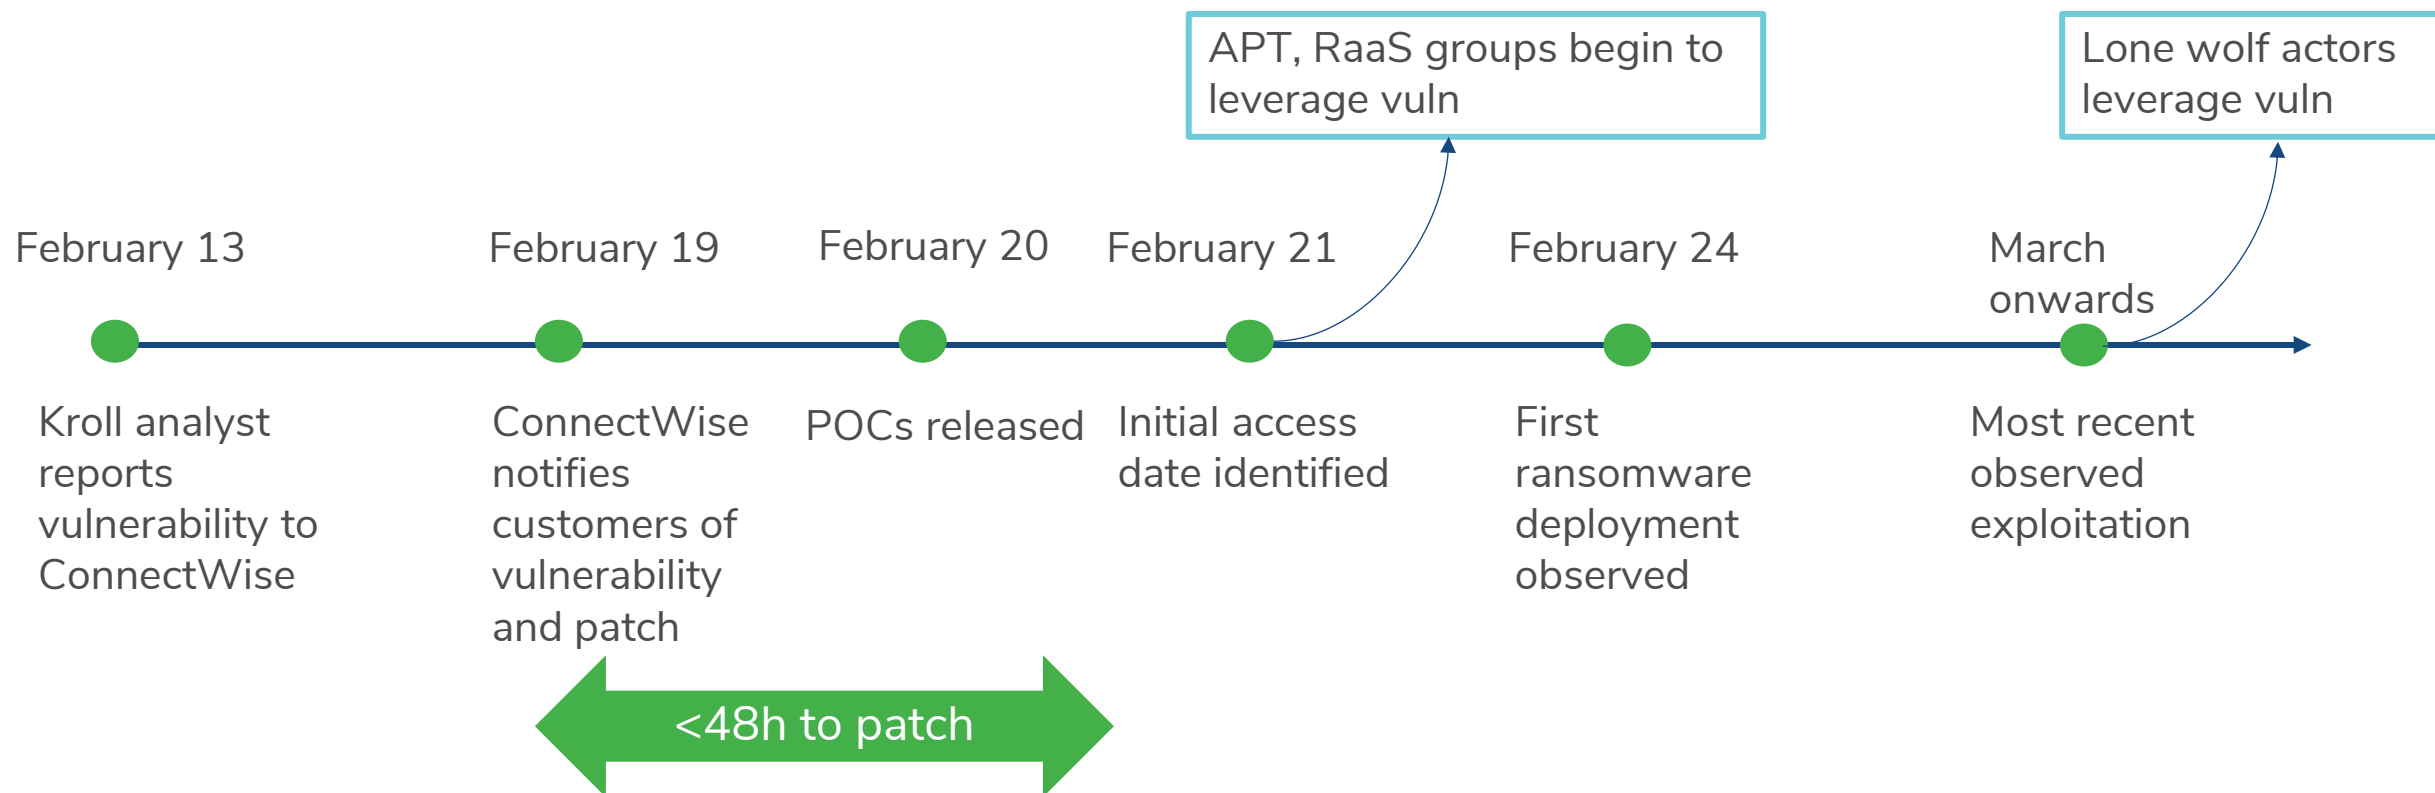 APT, RaaS groups begin to
leverage vuln
Lone wolf actors
leverage vuln
February 13
February 19
February 20
February 21
February 24
March
onwards
Kroll analyst
reports
vulnerability to
ConnectWise
ConnectWise
notifies
customers of
vulnerability
and patch
POCs released
Initial access
date identified
First
ransomware
deployment
observed
Most recent
observed
exploitation
<48h to patch